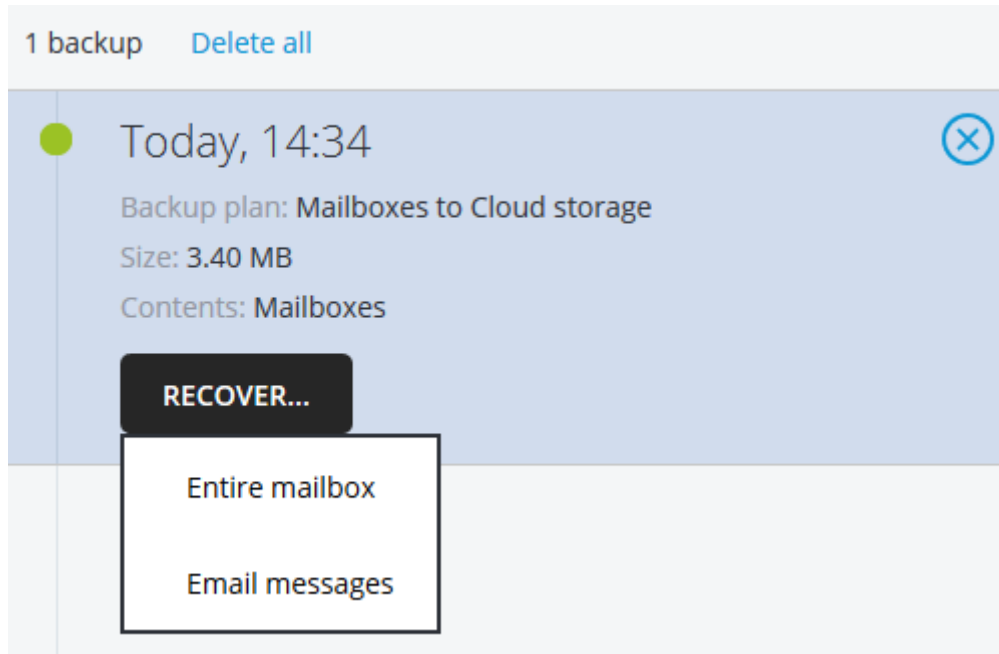 1 backup Delete all
Today, 14:34
Backup plan: Mailboxes to Cloud storage
Size: 3.40 MB
Contents: Mailboxes
RECOVER...
Entire mailbox
Email messages